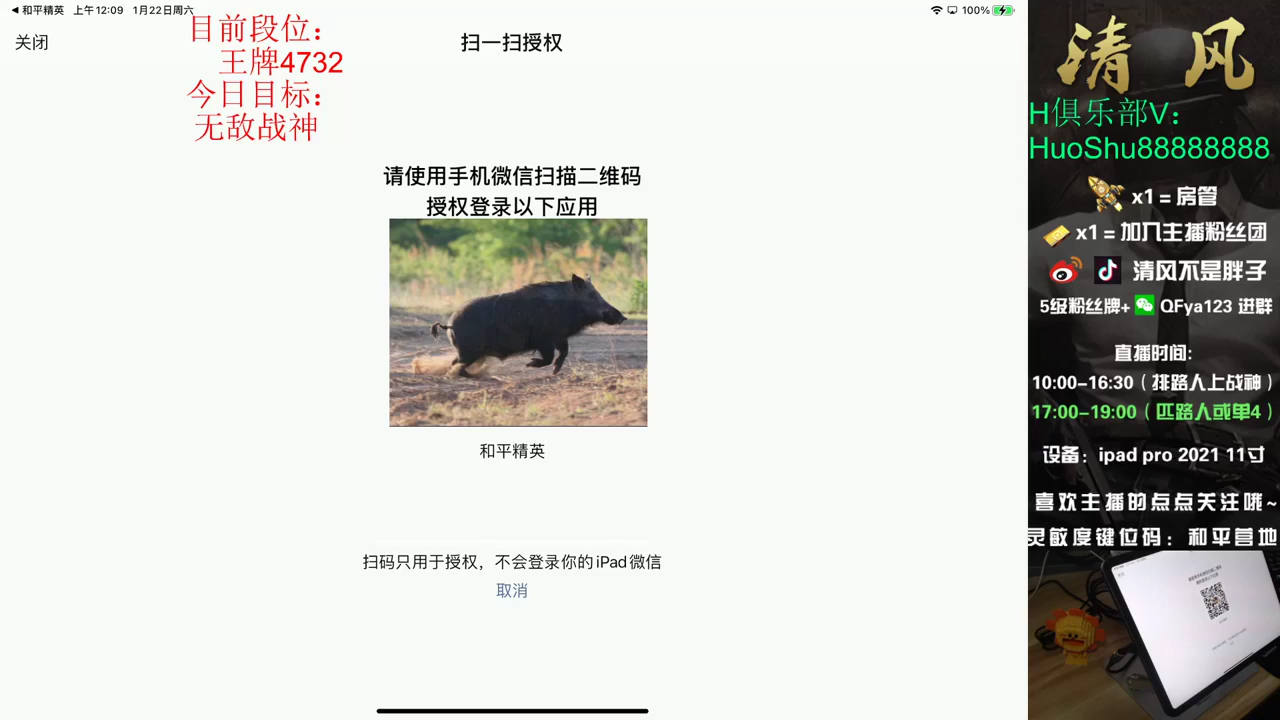 和平精英 上午12:09 1月22日周六
100%
关闭
扫一扫授权
目前段位：
王牌4732
今日目标：
无敌战神
请使用手机微信扫描二维码
授权登录以下应用
和平精英
扫码只用于授权，不会登录你的iPad微信
取消
清 风
H俱乐部V：
HuoShu88888888
x1 = 房管
x1 = 加入主播粉丝团
清风不是胖子
5级粉丝牌+ QFya123 进群
直播时间:
10:00-16:30（排路人上战神）
17:00-19:00（匹路人或单4）
设备：ipad pro 2021 11寸
喜欢主播的点点关注哦~
灵敏度键位码：和平营地